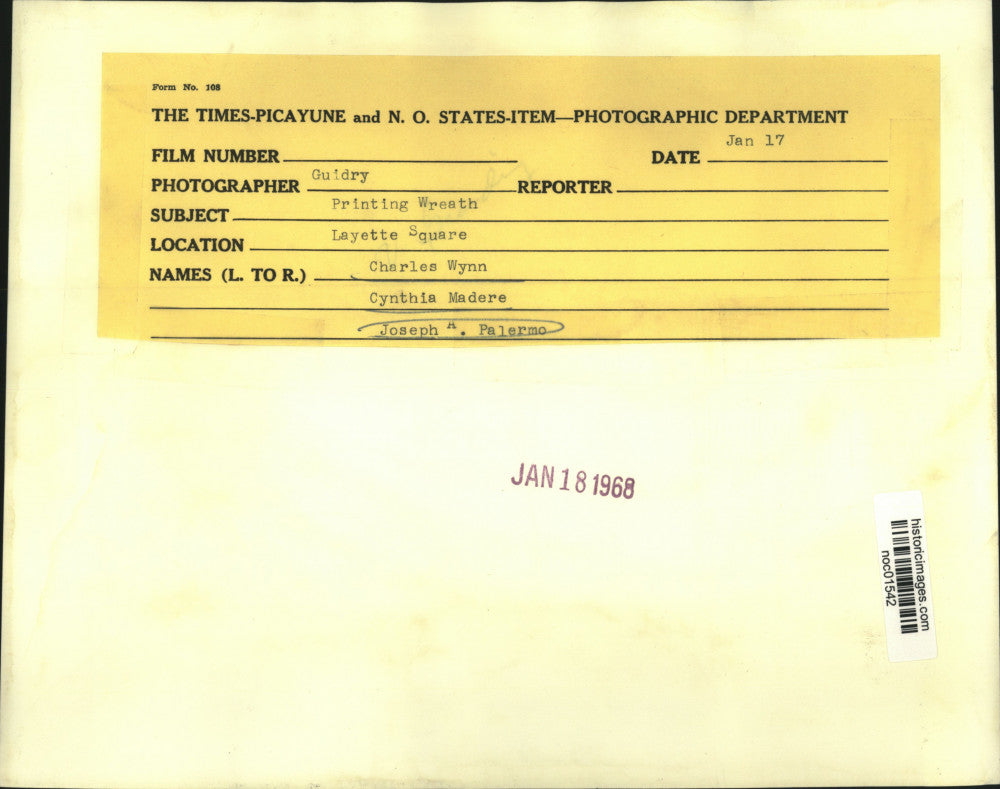 Form No. 108
THE TIMES-PICAYUNE and N. O. STATES-ITEM—PHOTOGRAPHIC DEPARTMENT
FILM NUMBER DATE Jan 17
PHOTOGRAPHER Guidry REPORTER
SUBJECT Printing Wreath
LOCATION Layette Square
NAMES (L. TO R.) Charles Wynn
Cynthia Madere
Joseph A. Palermo
JAN 18 1968
historicimages.com
noc01542